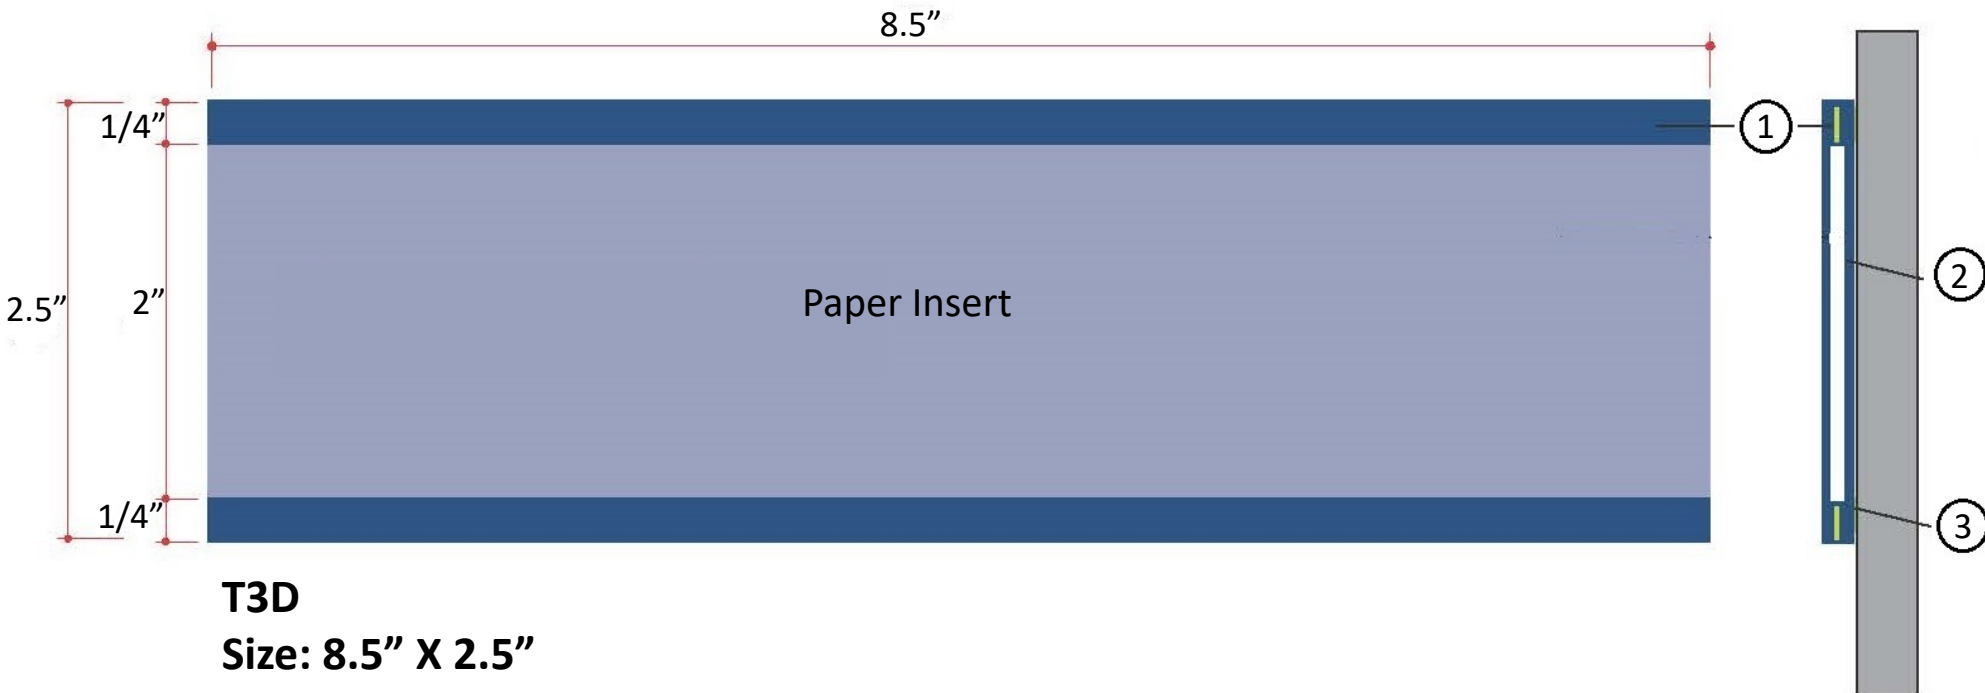 8.5”
1/4”
1
2
2.5”
2”
Paper Insert
1/4”
3
T3D
Size: 8.5” X 2.5”